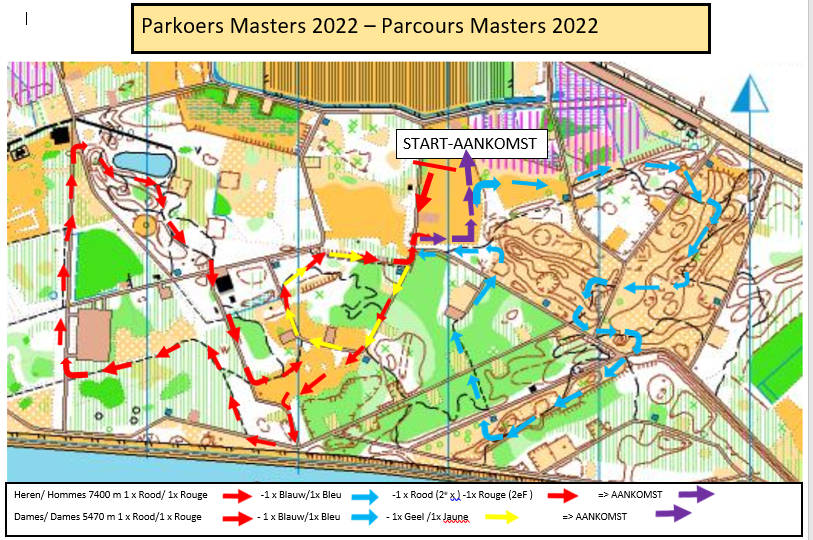 Parkoers Masters 2022 – Parcours Masters 2022
START-AANKOMST
Heren/ Hommes 7400 m 1 x Rood/ 1x Rouge -1 x Blauw/1x Bleu -1 x Rood (2e x ) -1x Rouge (2eF ) => AANKOMST
Dames/ Dames 5470 m 1 x Rood/1 x Rouge - 1 x Blauw/1x Bleu - 1x Geel /1x Jaune => AANKOMST